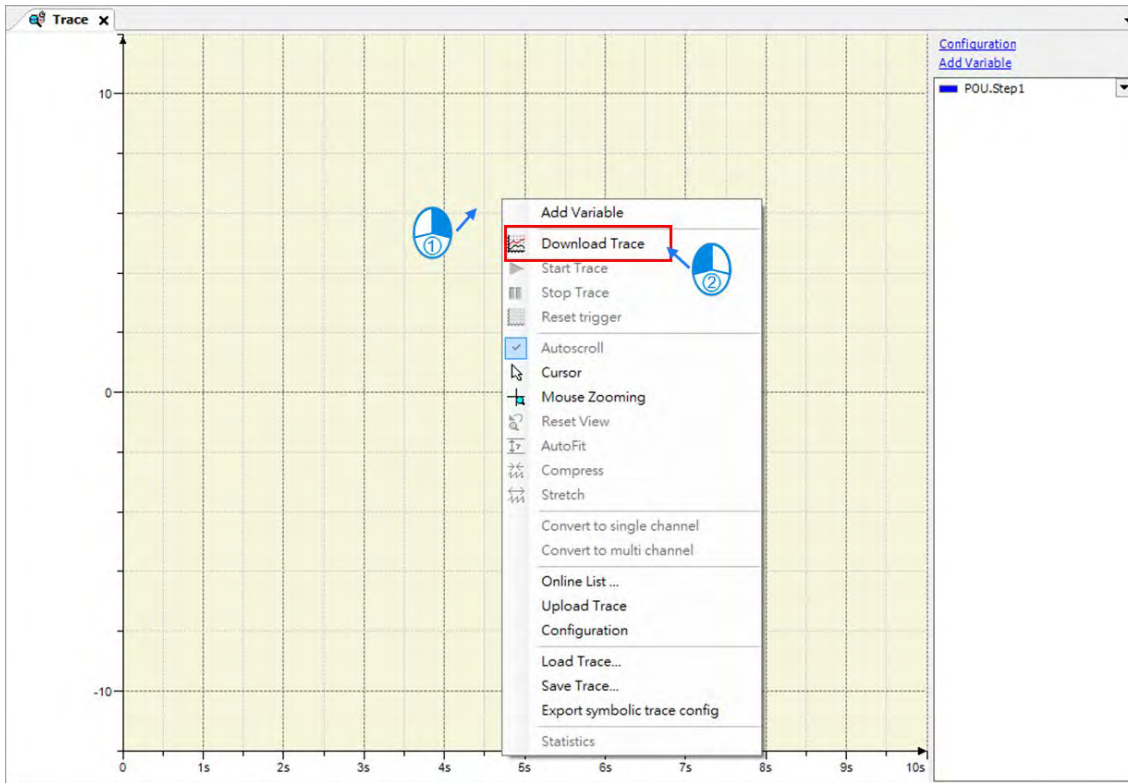 Trace
Configuration
Add Variable
POU.Step1
10
0
-10
0
1s
2s
3s
4s
5s
6s
7s
8s
9s
10s
①
②
Add Variable
Download Trace
Start Trace
Stop Trace
Reset trigger
Autoscroll
Cursor
Mouse Zooming
Reset View
AutoFit
Compress
Stretch
Convert to single channel
Convert to multi channel
Online List ...
Upload Trace
Configuration
Load Trace...
Save Trace...
Export symbolic trace config
Statistics